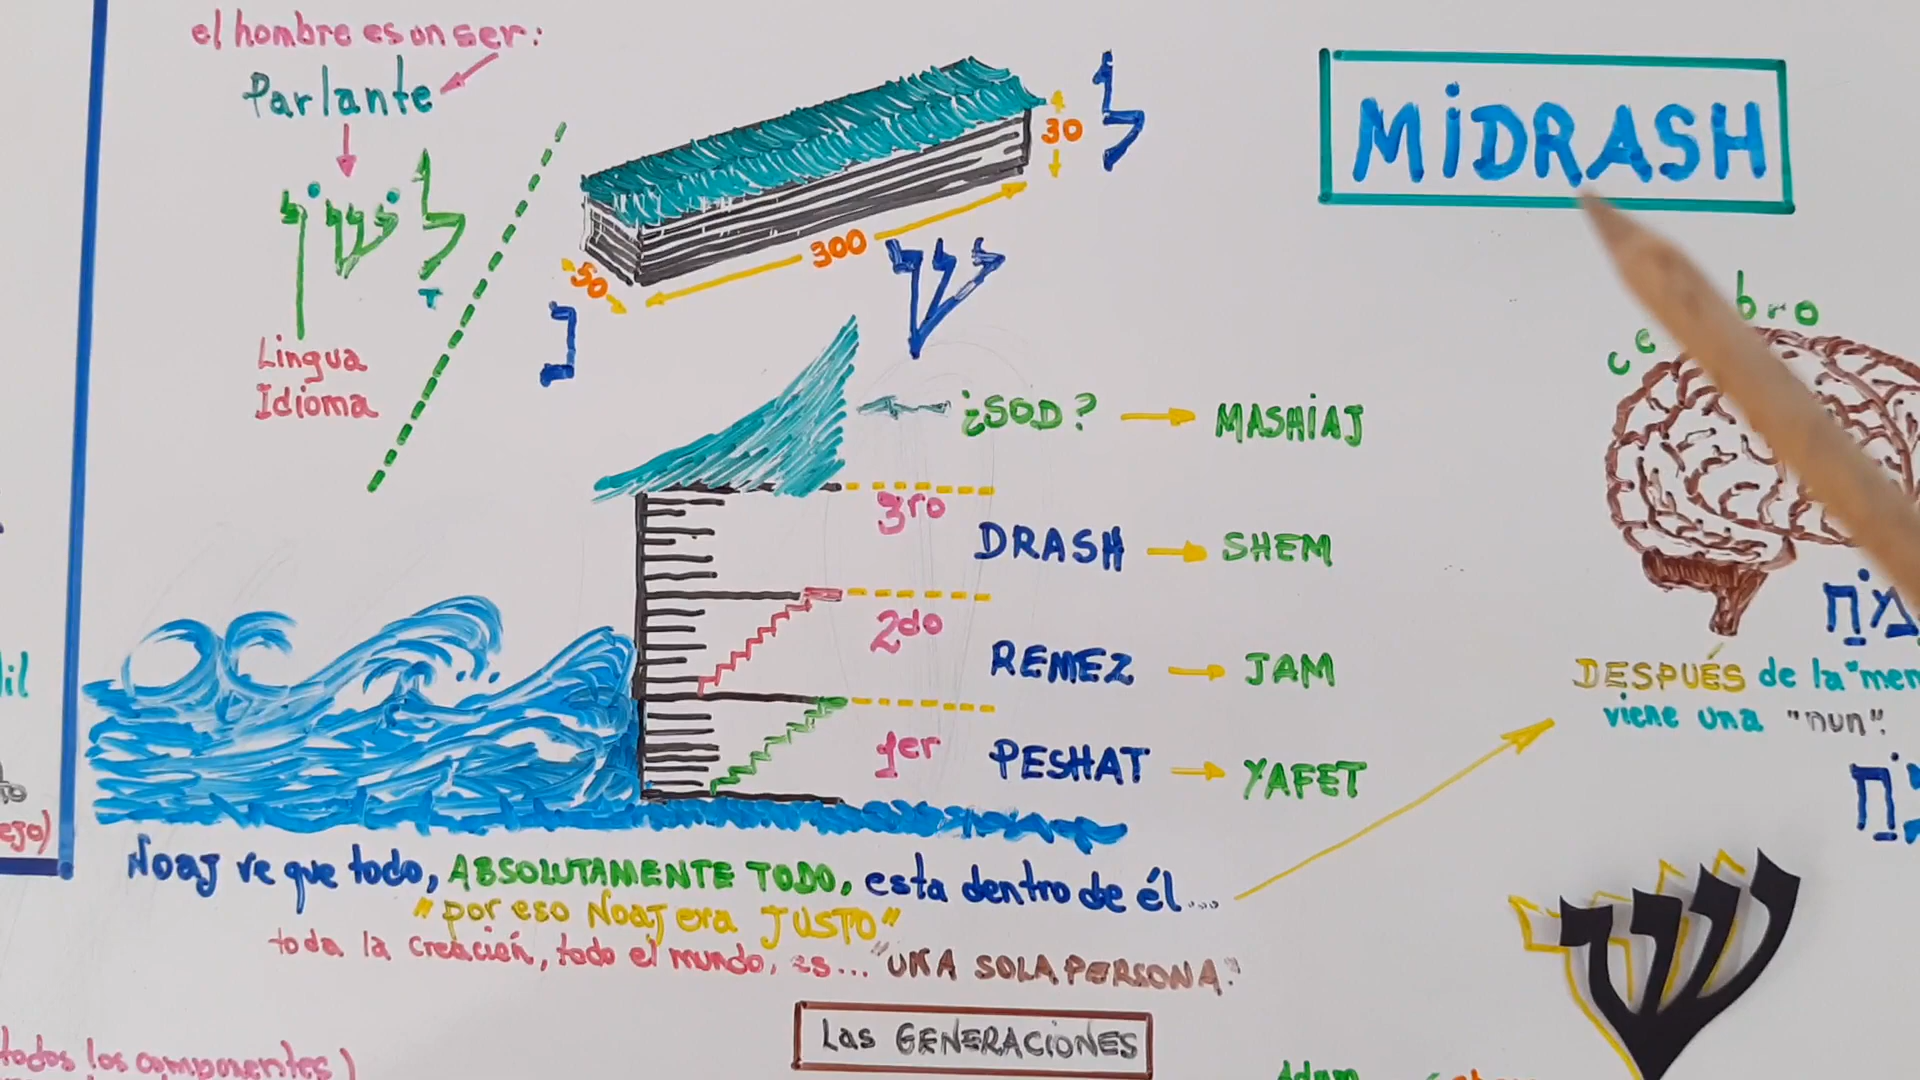 el hombre es un ser:
Parlante
לשון
Lingua
Idioma
30
ל
300
ש
50
נ
MiDRASH
cerebro
¿SOD? → MASHiAJ
3ro
DRASH → SHEM
2do
REMEZ → JAM
1er
PESHAT → YAFET
DESPUÉS de la "mem
viene una "nun".
Noaj ve que todo, ABSOLUTAMENTE TODO, esta dentro de él...
"por eso Noaj era JUSTO"
toda la creación, todo el mundo, es... "UNA SOLA PERSONA."
Las GENERACiONES
todos los componentes)
ש
Adam